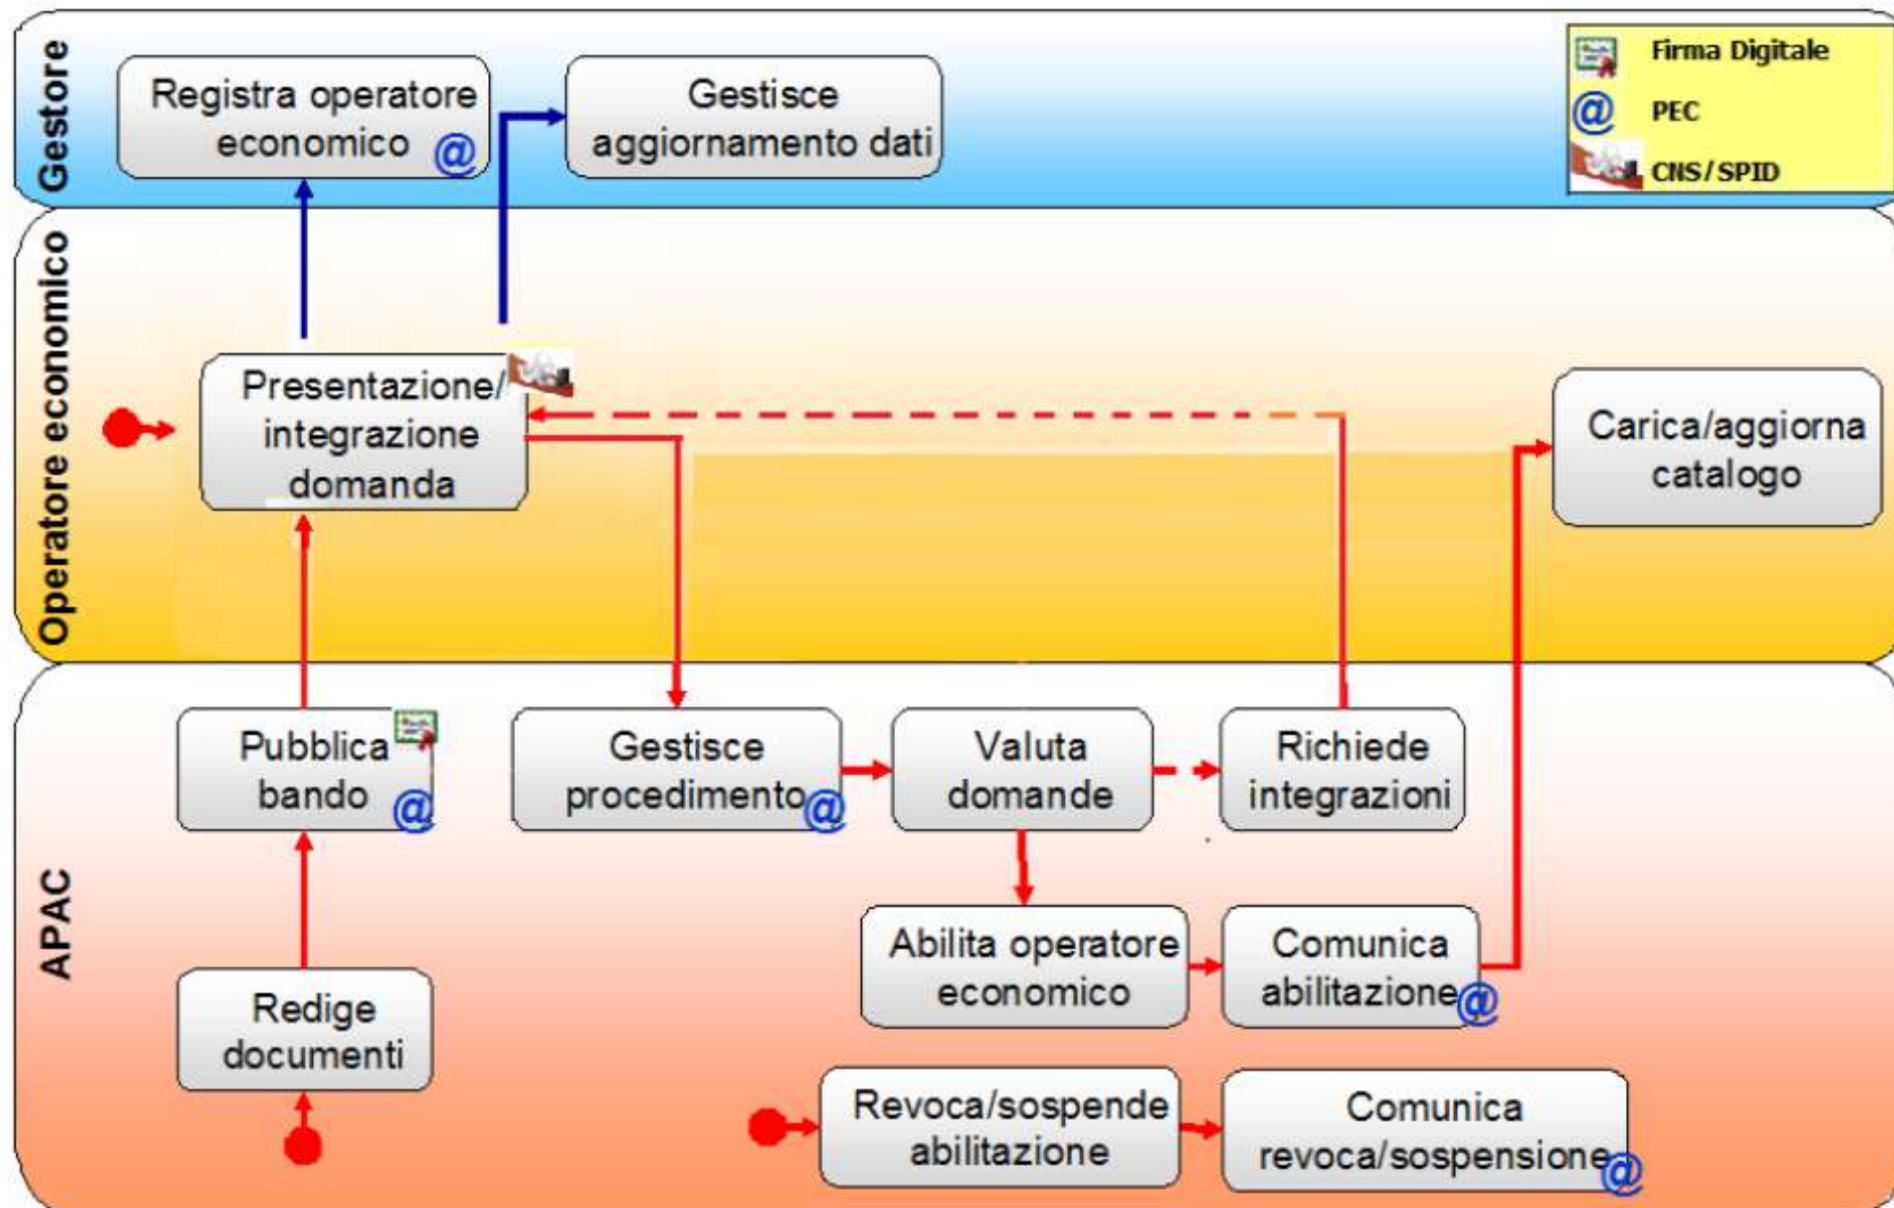 Gestore
Registra operatore
economico @
Gestisce
aggiornamento dati
Firma Digitale
@ PEC
CNS/SPID
Operatore economico
Presentazione/
integrazione
domanda
Carica/aggiorna
catalogo
APAC
Pubblica
bando @
Gestisce
procedimento @
Valuta
domande
Richiede
integrazioni
Abilita operatore
economico
Comunica
abilitazione @
Redige
documenti
Revoca/sospende
abilitazione
Comunica
revoca/sospensione @